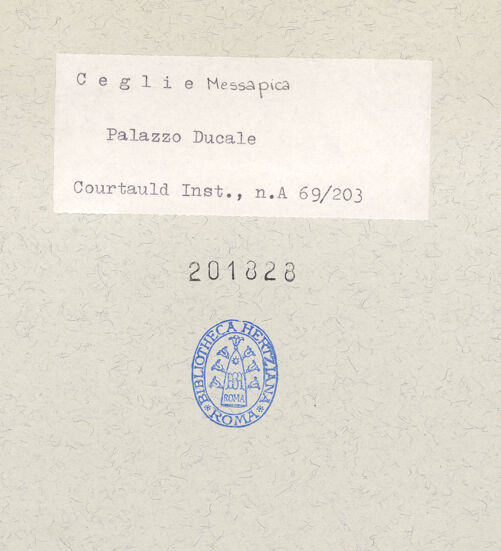 C e g l i e Messapica
Palazzo Ducale
Courtauld Inst., n.A 69/203
201828
* BIBLIOTHECA HERTZIANA *
ROMA
ROMA